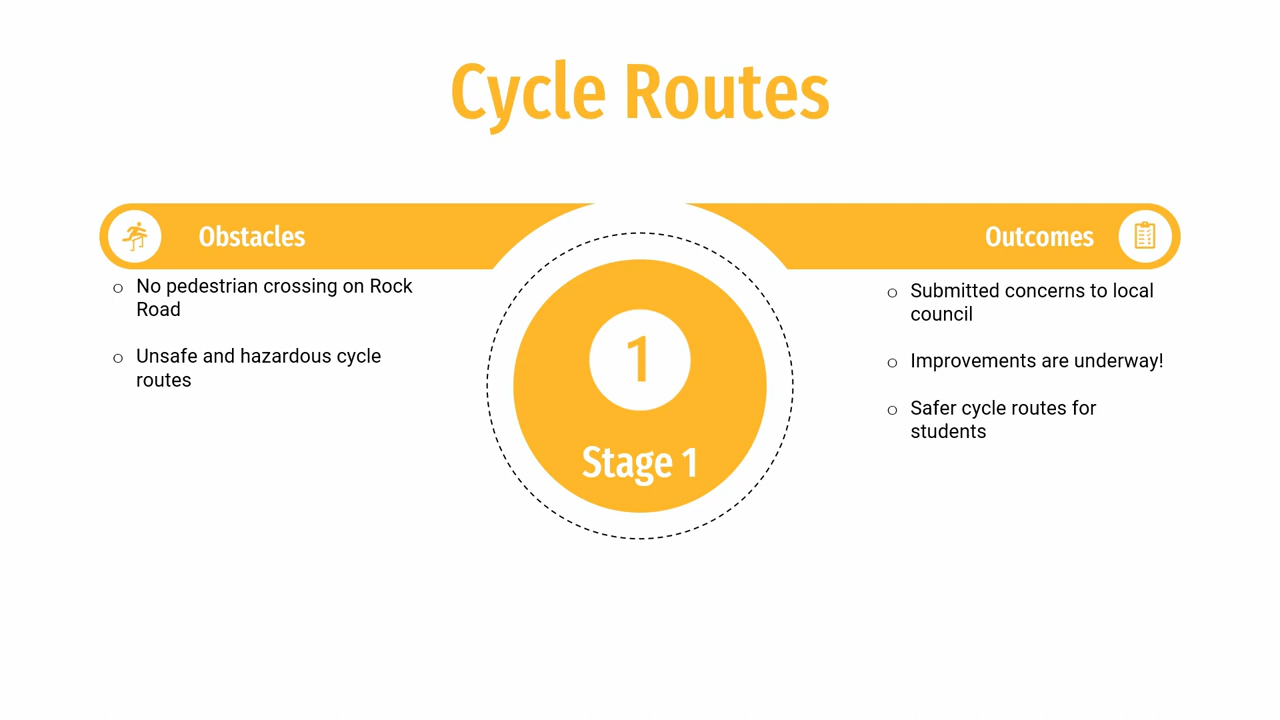 Cycle Routes
Obstacles
No pedestrian crossing on Rock
Road
Unsafe and hazardous cycle
routes
1
Stage 1
Outcomes
Submitted concerns to local
council
Improvements are underway!
Safer cycle routes for
students